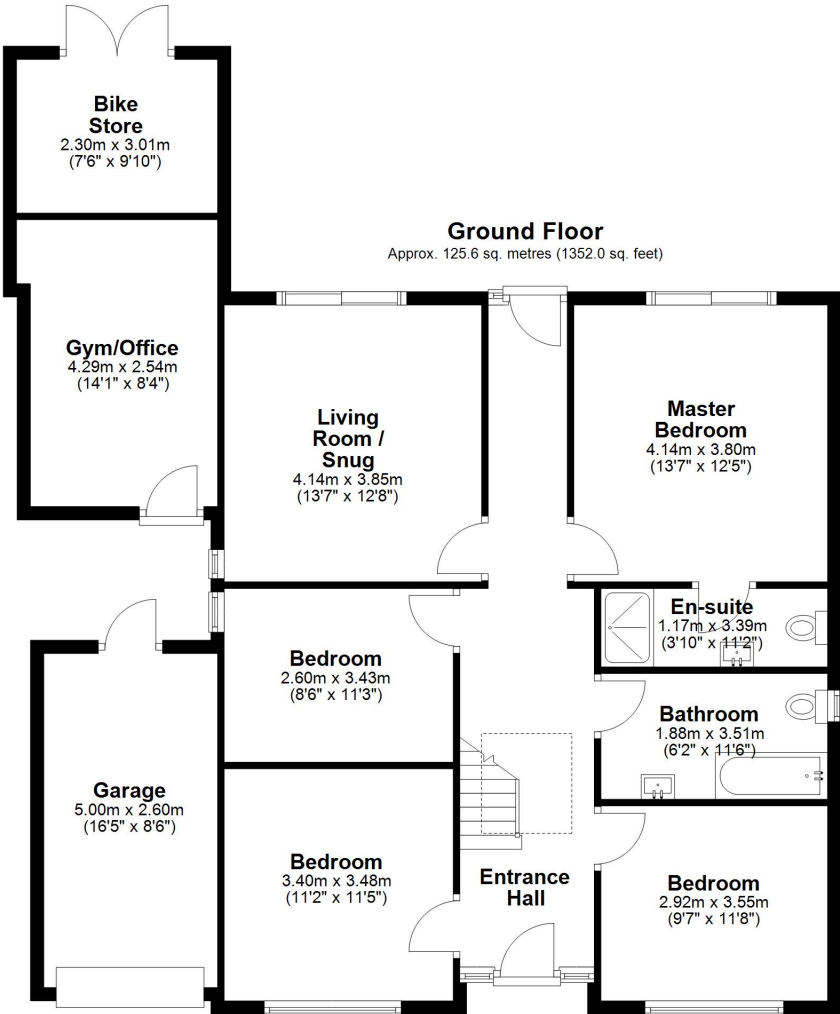 Bike
Store
2.30m x 3.01m
(7'6" x 9'10")
Ground Floor
Approx. 125.6 sq. metres (1352.0 sq. feet)
Gym/Office
4.29m x 2.54m
(14'1" x 8'4")
Living
Room /
Snug
4.14m x 3.85m
(13'7" x 12'8")
Master
Bedroom
4.14m x 3.80m
(13'7" x 12'5")
En-suite
1.17m x 3.39m
(3'10" x 11'2")
Bedroom
2.60m x 3.43m
(8'6" x 11'3")
Bathroom
1.88m x 3.51m
(6'2" x 11'6")
Garage
5.00m x 2.60m
(16'5" x 8'6")
Bedroom
3.40m x 3.48m
(11'2" x 11'5")
Entrance
Hall
Bedroom
2.92m x 3.55m
(9'7" x 11'8")